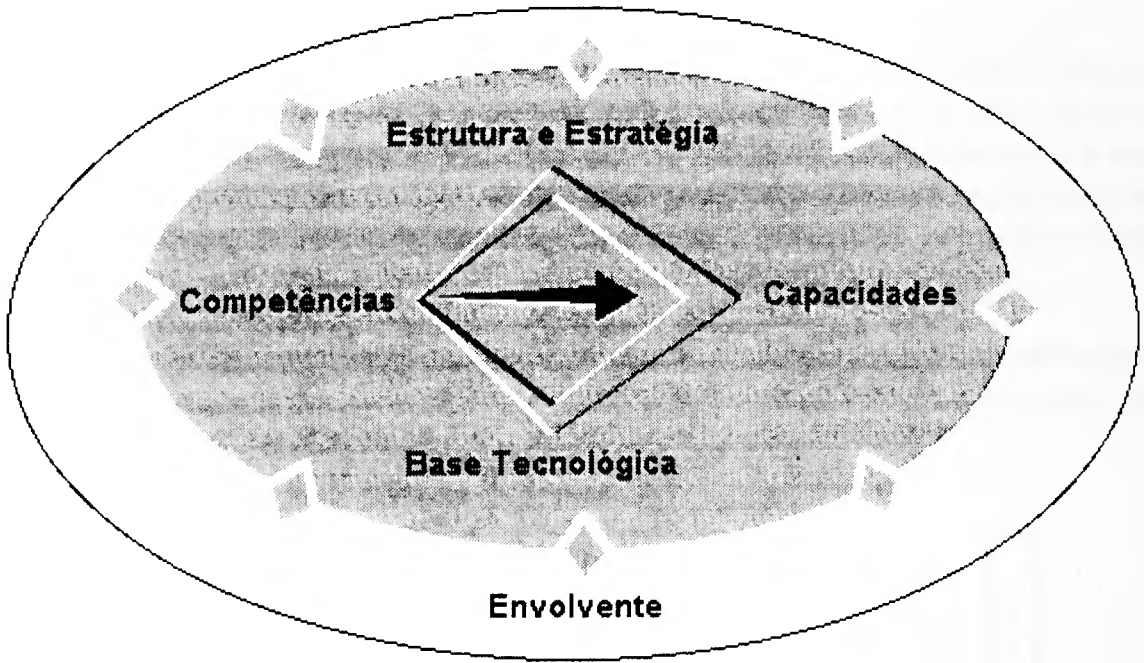 Estrutura e Estratégia
Competências
Capacidades
Base Tecnológica
Envolvente